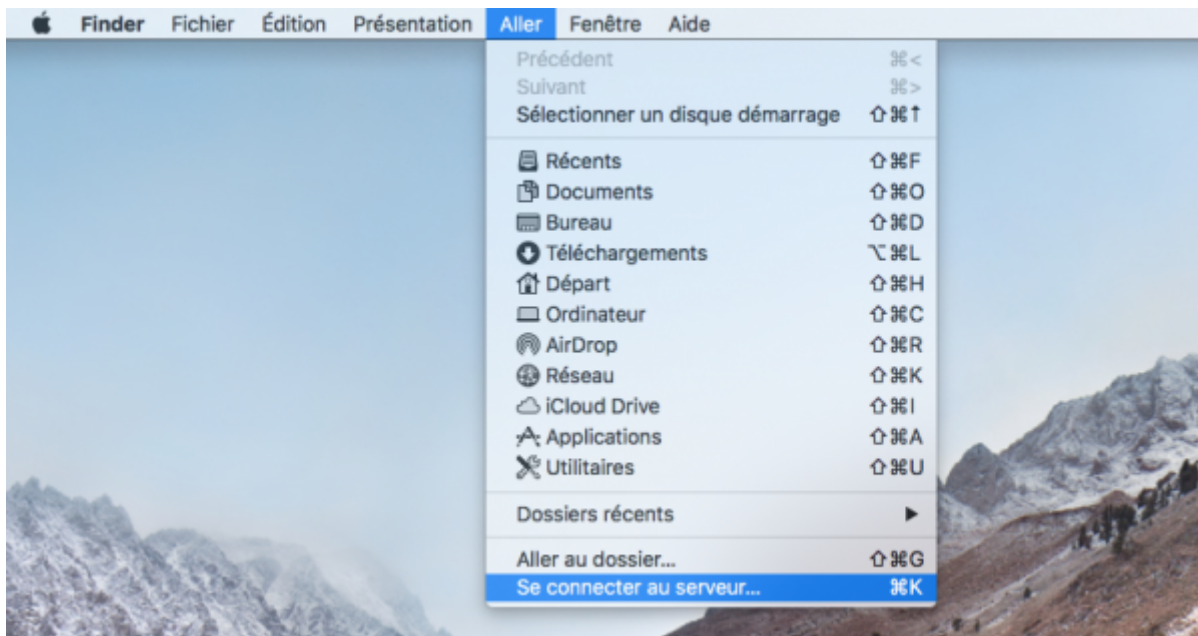 Finder Fichier Édition Présentation Aller Fenêtre Aide
Précédent ⌘<
Suivant ⌘>
Sélectionner un disque démarrage ⇧⌘↑
Récents ⇧⌘F
Documents ⇧⌘O
Bureau ⇧⌘D
Téléchargements ⌥⌘L
Départ ⇧⌘H
Ordinateur ⇧⌘C
AirDrop ⇧⌘R
Réseau ⇧⌘K
iCloud Drive ⇧⌘I
Applications ⇧⌘A
Utilitaires ⇧⌘U
Dossiers récents ▶
Aller au dossier... ⇧⌘G
Se connecter au serveur... ⌘K